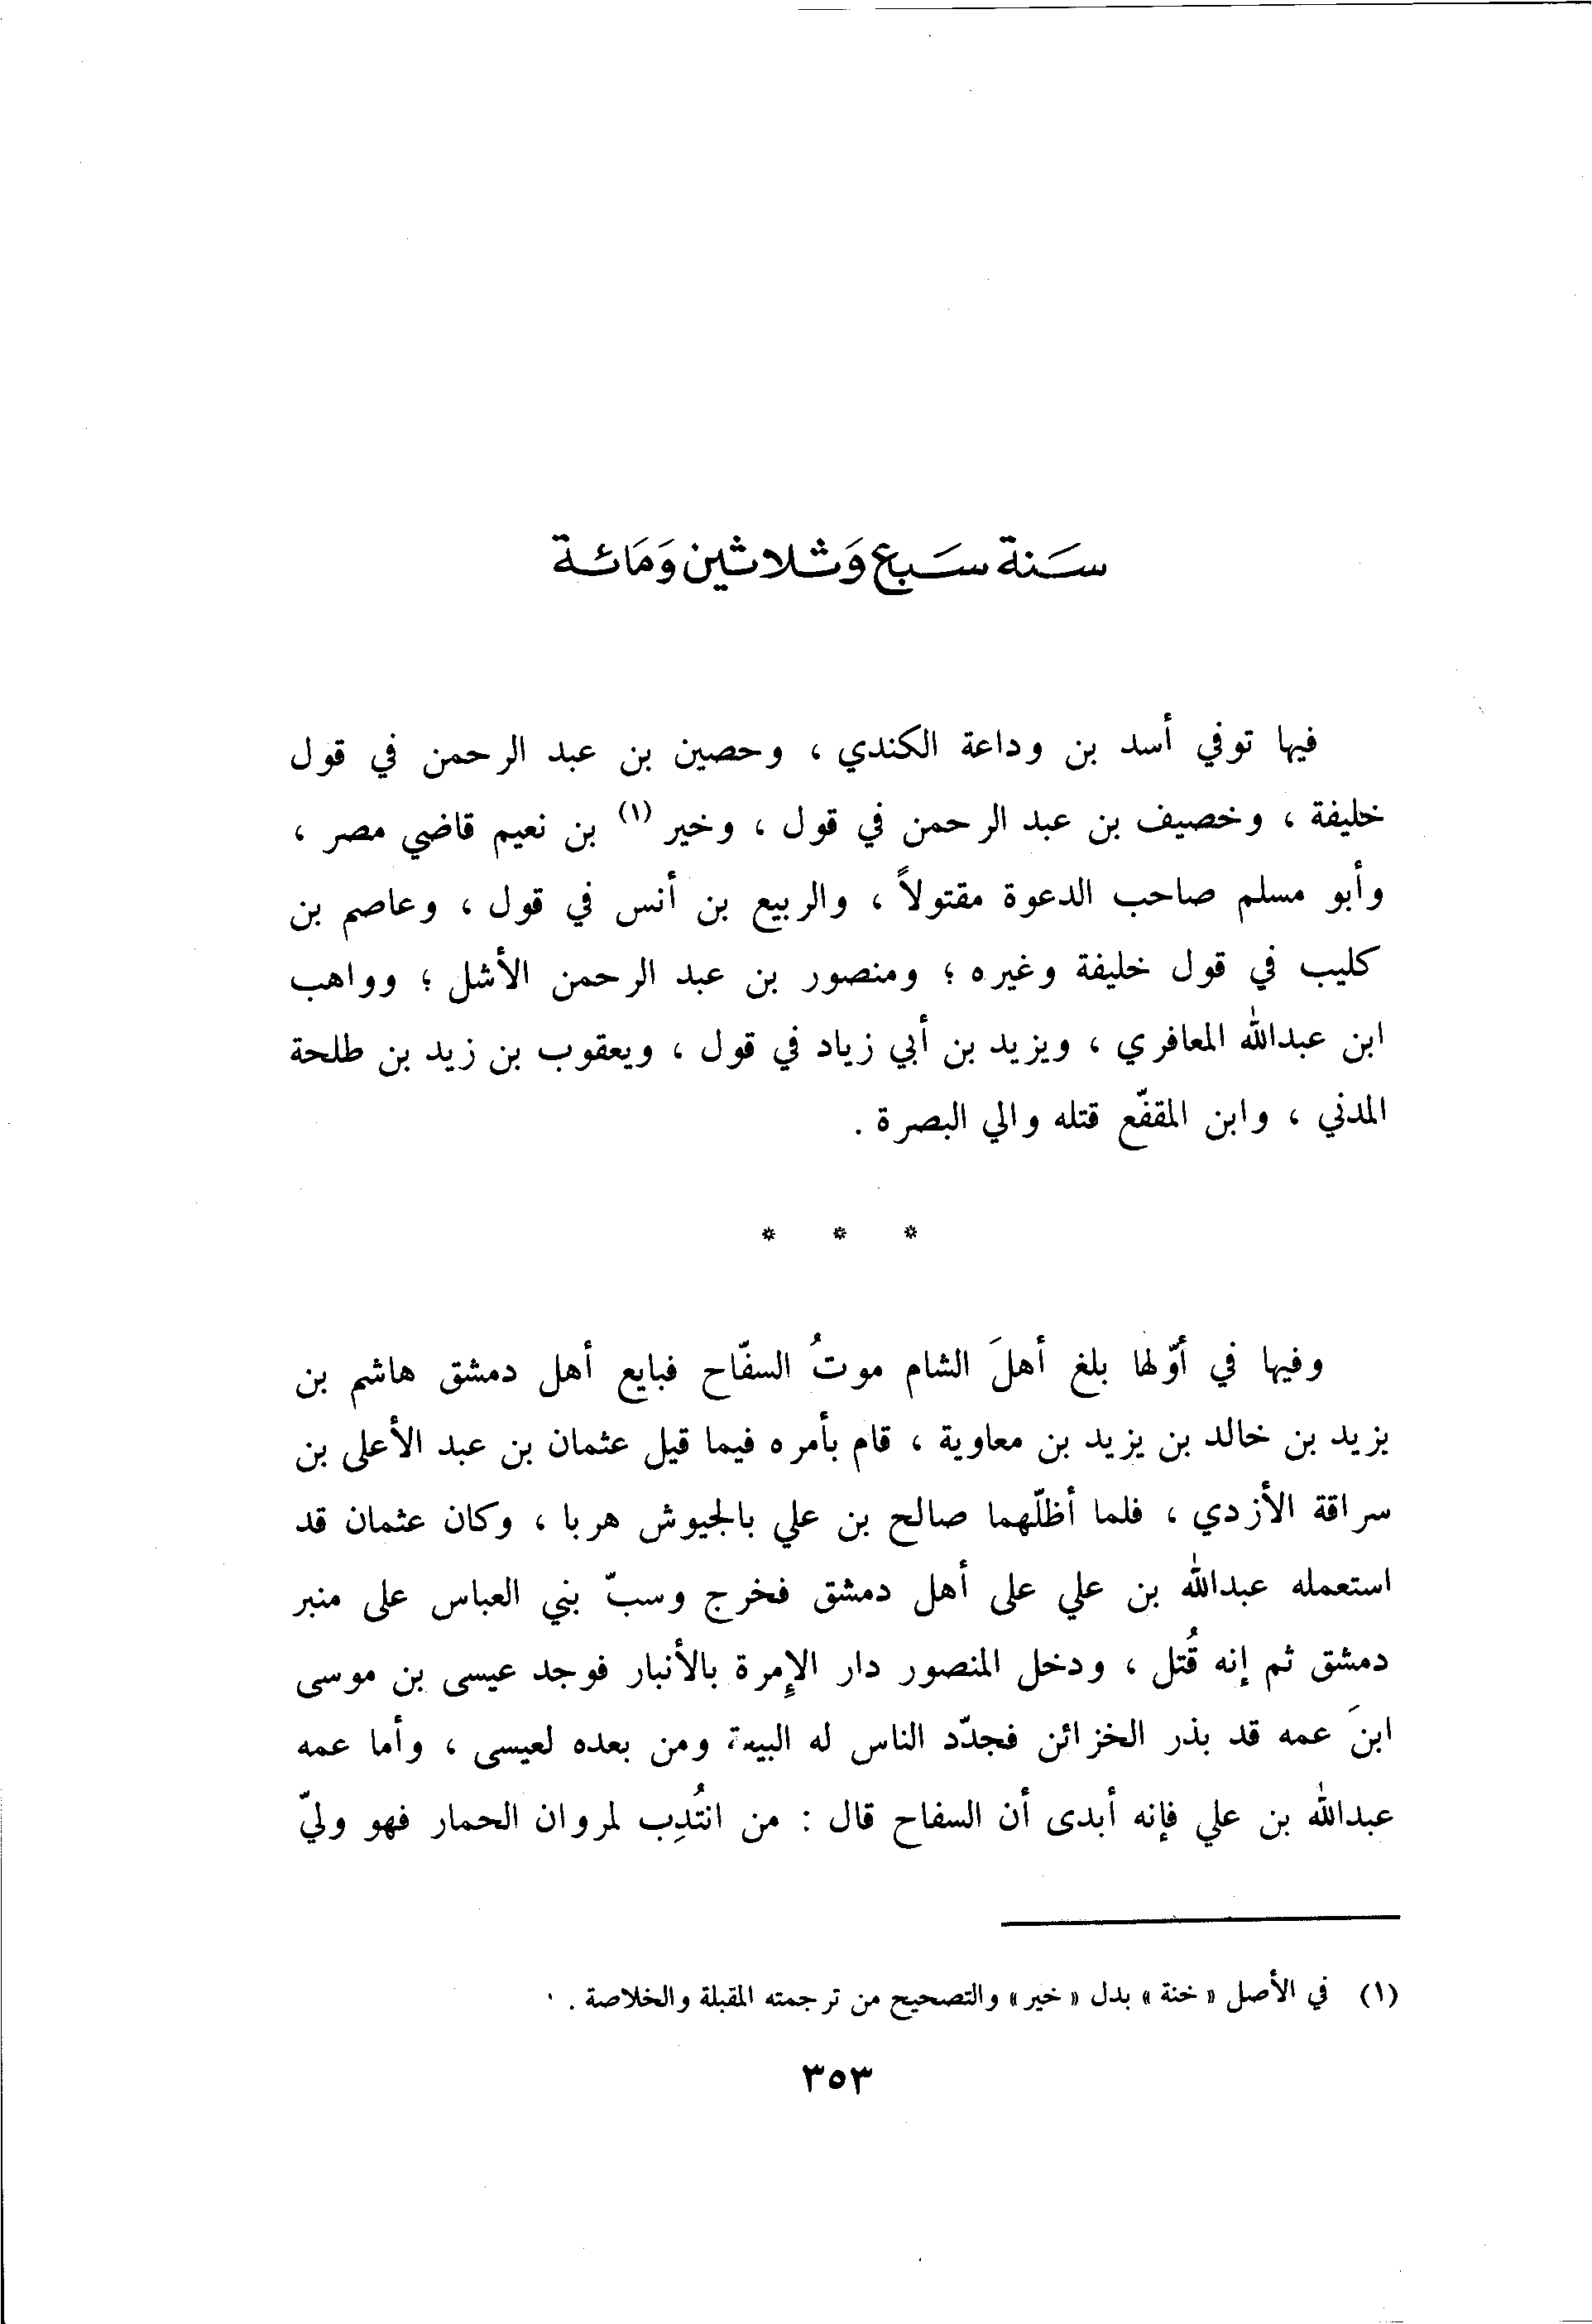 سَنة سَبع وَثلاثين وَمَائة
فيها توفي أسد بن وداعة الكندي ، وحصين بن عبد الرحمن في قول
خليفة ، وخصيف بن عبد الرحمن في قول ، وخير (١) بن نعيم قاضي مصر ،
وأبو مسلم صاحب الدعوة مقتولاً ، والربيع بن أنس في قول ، وعاصم بن
كليب في قول خليفة وغيره ؛ ومنصور بن عبد الرحمن الأشل ؛ وواهب
ابن عبدالله المعافري ، ويزيد بن أبي زياد في قول ، ويعقوب بن زيد بن طلحة
المدني ، وابن المقفّع قتله والي البصرة .
* * *
وفيها في أوّلها بلغ أهلَ الشام موتُ السفّاح فبايع أهل دمشق هاشم بن
يزيد بن خالد بن يزيد بن معاوية ، قام بأمره فيما قيل عثمان بن عبد الأعلى بن
سراقة الأزدي ، فلما أظلّهما صالح بن علي بالجيوش هربا ، وكان عثمان قد
استعمله عبدالله بن علي على أهل دمشق فخرج وسبّ بني العباس على منبر
دمشق ثم إنه قُتل ، ودخل المنصور دار الإِمرة بالأنبار فوجد عيسى بن موسى
ابنَ عمه قد بذر الخزائن فجدّد الناس له البيعة ومن بعده لعيسى ، وأما عمه
عبدالله بن علي فإنه أبدى أن السفاح قال : من انتُدِب لمروان الحمار فهو وليّ
(١) في الأصل « خنة » بدل « خير » والتصحيح من ترجمته المقبلة والخلاصة .
٣٥٣